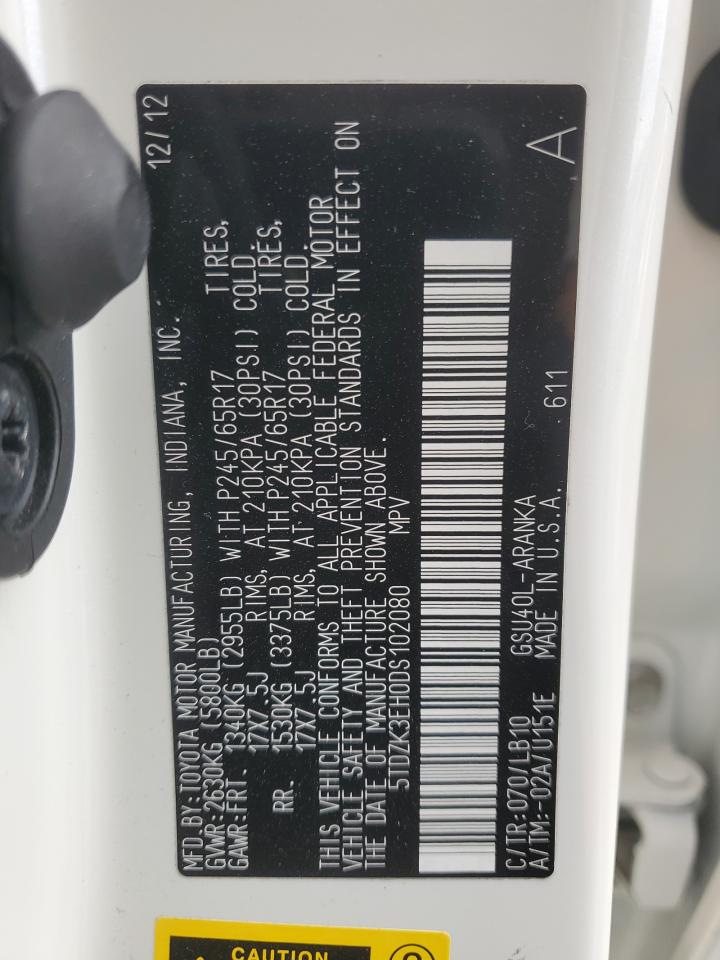 MFD.BY:TOYOTA MOTOR MANUFACTURING, INDIANA, INC. 12/12
GVWR:2630KG (5800LB)
GAWR:FRT. 1340KG (2955LB) WITH P245/65R17 TIRES,
17X7.5J RIMS, AT 210KPA (30PSI) COLD.
RR. 1530KG (3375LB) WITH P245/65R17 TIRES,
17X7.5J RIMS, AT 210KPA (30PSI) COLD.
THIS VEHICLE CONFORMS TO ALL APPLICABLE FEDERAL MOTOR
VEHICLE SAFETY AND THEFT PREVENTION STANDARDS IN EFFECT ON
THE DATE OF MANUFACTURE SHOWN ABOVE.
5TDZK3EH0DS102080 MPV
C/TR:070/LB10 GSU40L-ARANKA 611 A
A/TM:-02A/U151E MADE IN U.S.A.
CAUTION